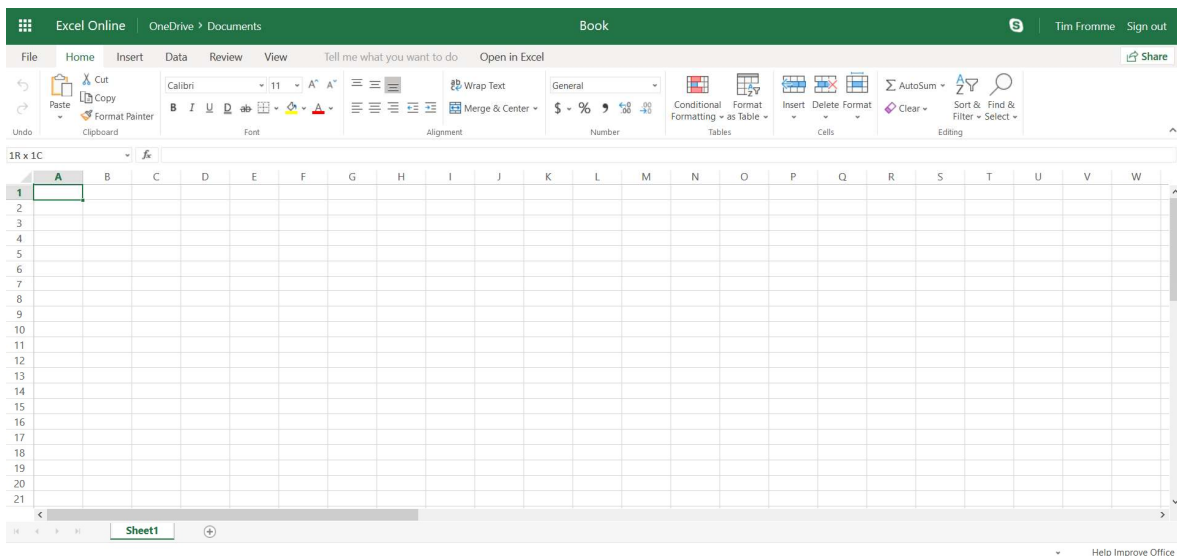 Excel Online OneDrive > Documents Book Tim Fromme Sign out
File Home Insert Data Review View Tell me what you want to do Open in Excel Share
Cut
Copy
Paste
Format Painter
Undo Clipboard
Calibri 11 A^ A˅
B I U D ab A
Font
Wrap Text
Merge & Center
Alignment
General
$ % , .00 .00
Number
Conditional Formatting Format as Table
Tables
Insert Delete Format
Cells
Σ AutoSum
Clear
Sort & Filter Find & Select
Editing
1R x 1C fx
A B C D E F G H I J K L M N O P Q R S T U V W
1
2
3
4
5
6
7
8
9
10
11
12
13
14
15
16
17
18
19
20
21
Sheet1
Help Improve Office